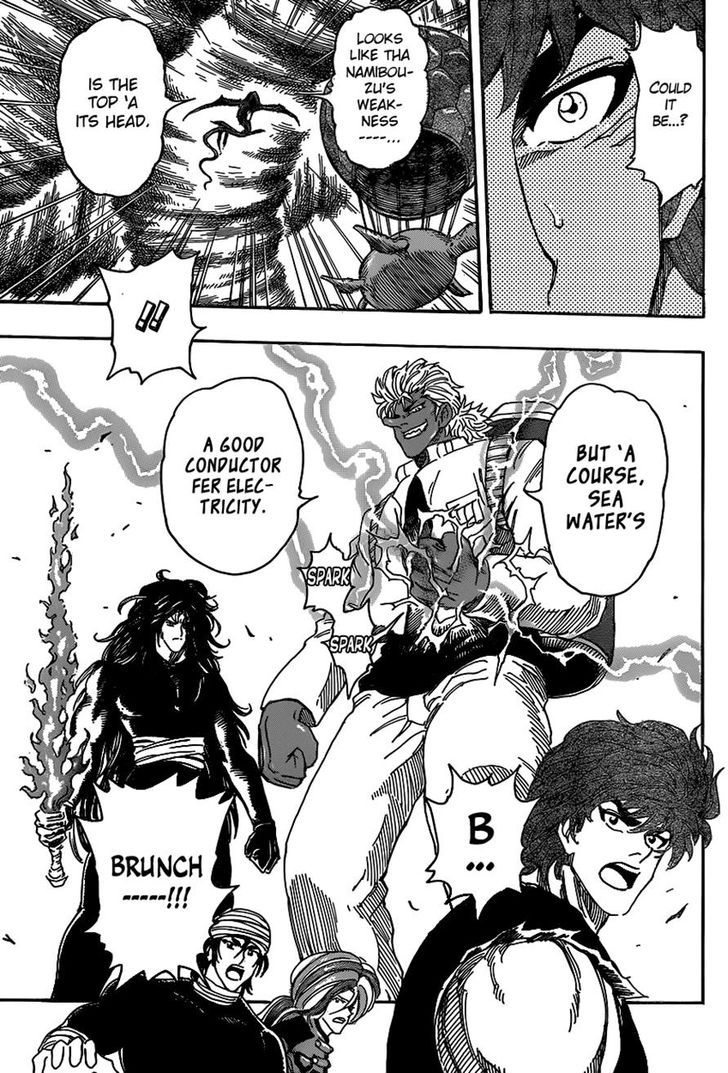 COULD
IT
BE...?
LOOKS
LIKE THA
NAMIBOU-
ZU'S
WEAK-
NESS
----...
IS THE
TOP 'A
ITS HEAD.
!!
BUT 'A
COURSE,
SEA
WATER'S
A GOOD
CONDUCTOR
FER ELEC-
TRICITY.
SPARK
SPARK
B
...
BRUNCH
-----!!!